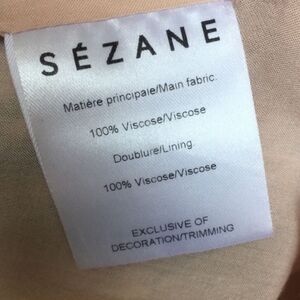 SÉZANE
Matière principale/Main fabric.
100% Viscose/Viscose
Doublure/Lining.
100% Viscose/Viscose
EXCLUSIVE OF
DECORATION/TRIMMING